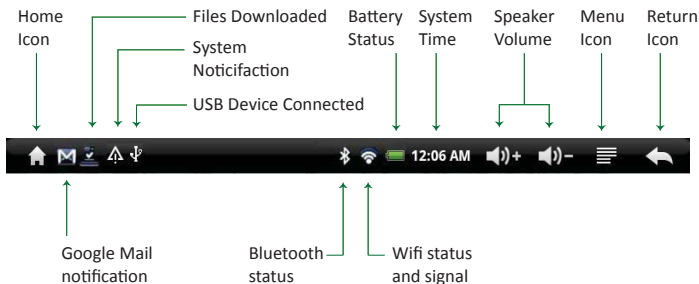 Home
Icon
Files Downloaded
System
Noticifaction
USB Device Connected
Battery
Status
System
Time
Speaker
Volume
Menu
Icon
Return
Icon
12:06 AM
+
−
Google Mail
notification
Bluetooth
status
Wifi status
and signal